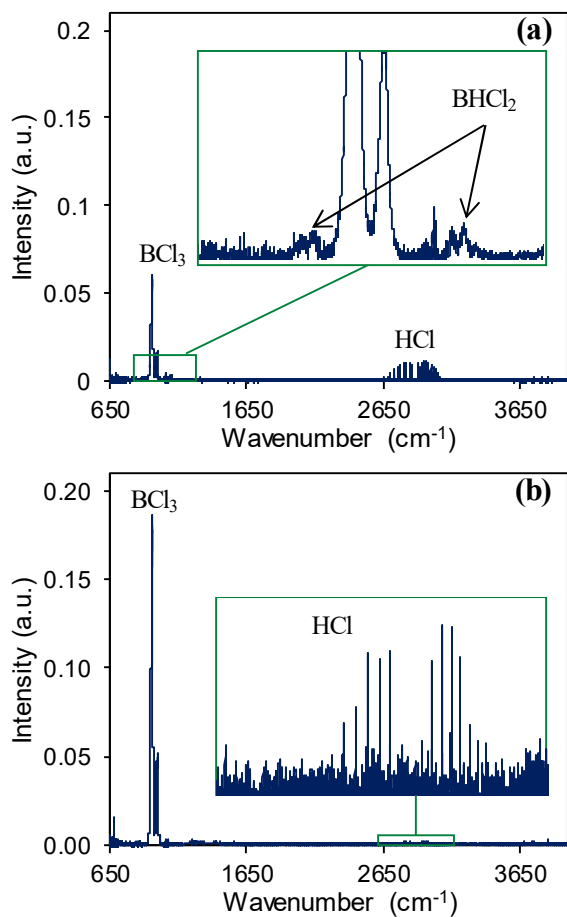 (a)
0.2
0.15
0.1
0.05
0
Intensity (a.u.)
BHCl₂
BCl₃
HCl
650 1650 2650 3650
Wavenumber (cm⁻¹)
(b)
0.20
0.15
0.10
0.05
0.00
Intensity (a.u.)
BCl₃
HCl
650 1650 2650 3650
Wavenumber (cm⁻¹)